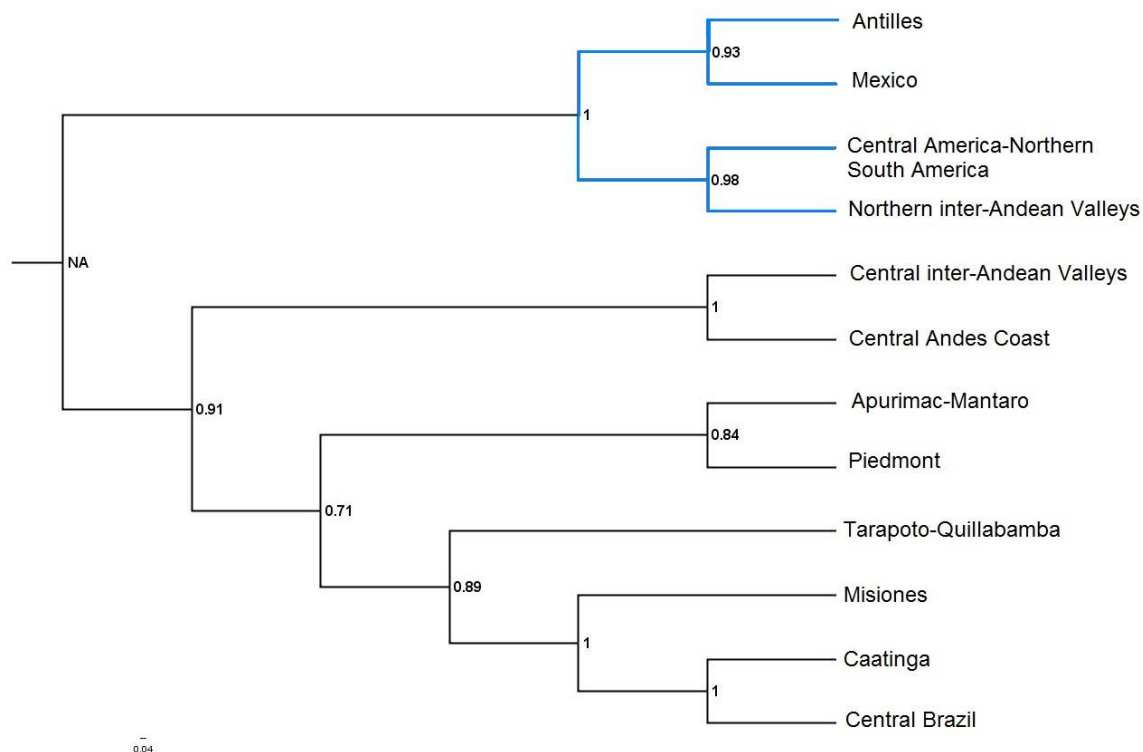 Antilles
0.93
Mexico
1
Central America-Northern
South America
0.98
Northern inter-Andean Valleys
NA
Central inter-Andean Valleys
1
Central Andes Coast
0.91
Apurimac-Mantaro
0.84
Piedmont
0.71
Tarapoto-Quillabamba
0.89
Misiones
1
Caatinga
1
Central Brazil
0.04